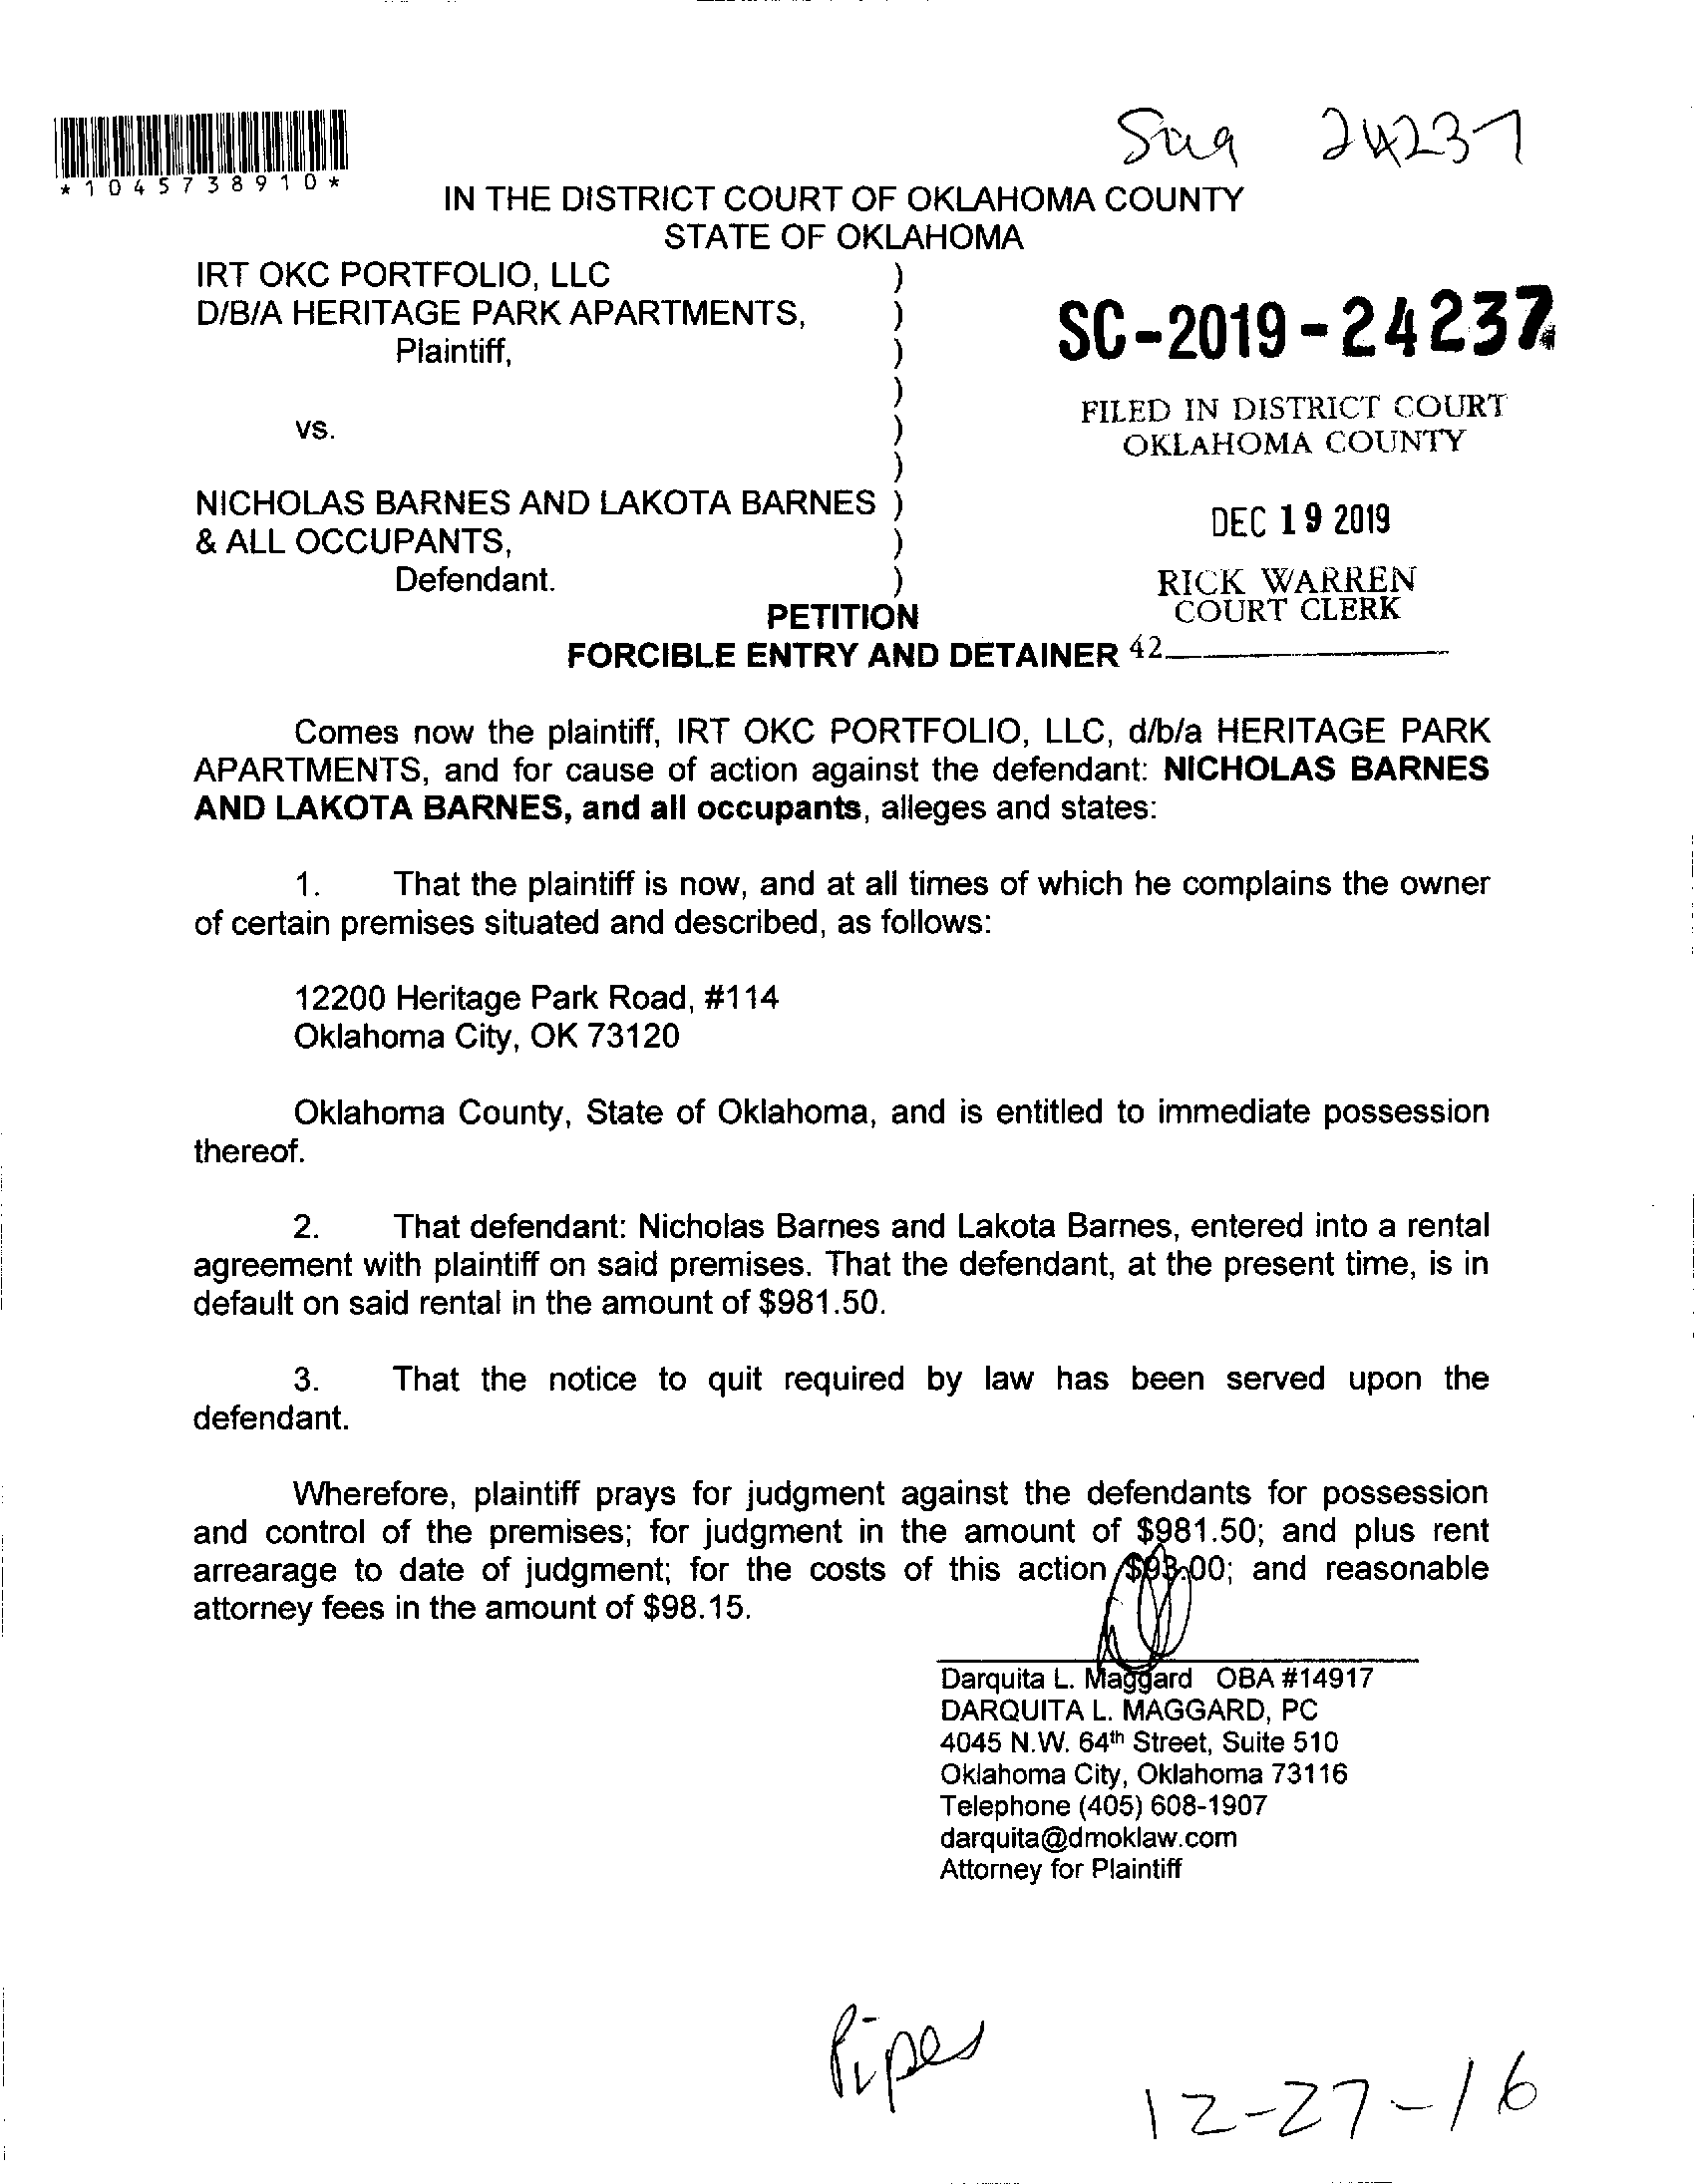 24237
*1045738910*
IN THE DISTRICT COURT OF OKLAHOMA COUNTY
STATE OF OKLAHOMA
IRT OKC PORTFOLIO, LLC )
D/B/A HERITAGE PARK APARTMENTS, )
Plaintiff, )
)
vs. )
)
NICHOLAS BARNES AND LAKOTA BARNES )
& ALL OCCUPANTS, )
Defendant. )
SC-2019-24237
FILED IN DISTRICT COURT
OKLAHOMA COUNTY
DEC 19 2019
RICK WARREN
COURT CLERK
42
PETITION
FORCIBLE ENTRY AND DETAINER
Comes now the plaintiff, IRT OKC PORTFOLIO, LLC, d/b/a HERITAGE PARK
APARTMENTS, and for cause of action against the defendant: NICHOLAS BARNES
AND LAKOTA BARNES, and all occupants, alleges and states:
1. That the plaintiff is now, and at all times of which he complains the owner
of certain premises situated and described, as follows:
12200 Heritage Park Road, #114
Oklahoma City, OK 73120
Oklahoma County, State of Oklahoma, and is entitled to immediate possession
thereof.
2. That defendant: Nicholas Barnes and Lakota Barnes, entered into a rental
agreement with plaintiff on said premises. That the defendant, at the present time, is in
default on said rental in the amount of $981.50.
3. That the notice to quit required by law has been served upon the
defendant.
Wherefore, plaintiff prays for judgment against the defendants for possession
and control of the premises; for judgment in the amount of $981.50; and plus rent
arrearage to date of judgment; for the costs of this action $93.00; and reasonable
attorney fees in the amount of $98.15.
Darquita L. Maggard OBA #14917
DARQUITA L. MAGGARD, PC
4045 N.W. 64th Street, Suite 510
Oklahoma City, Oklahoma 73116
Telephone (405) 608-1907
darquita@dmoklaw.com
Attorney for Plaintiff
Pipes
12-27-16